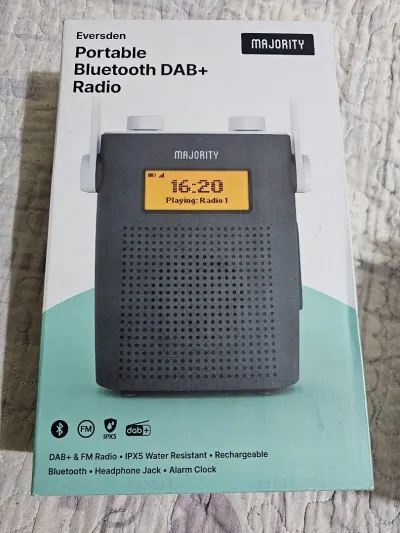 Eversden
MAJORITY
Portable
Bluetooth DAB+
Radio
MAJORITY
16:20
Playing: Radio 1
FM
IPX5
dab+
DAB+ & FM Radio • IPX5 Water Resistant • Rechargeable
Bluetooth • Headphone Jack • Alarm Clock